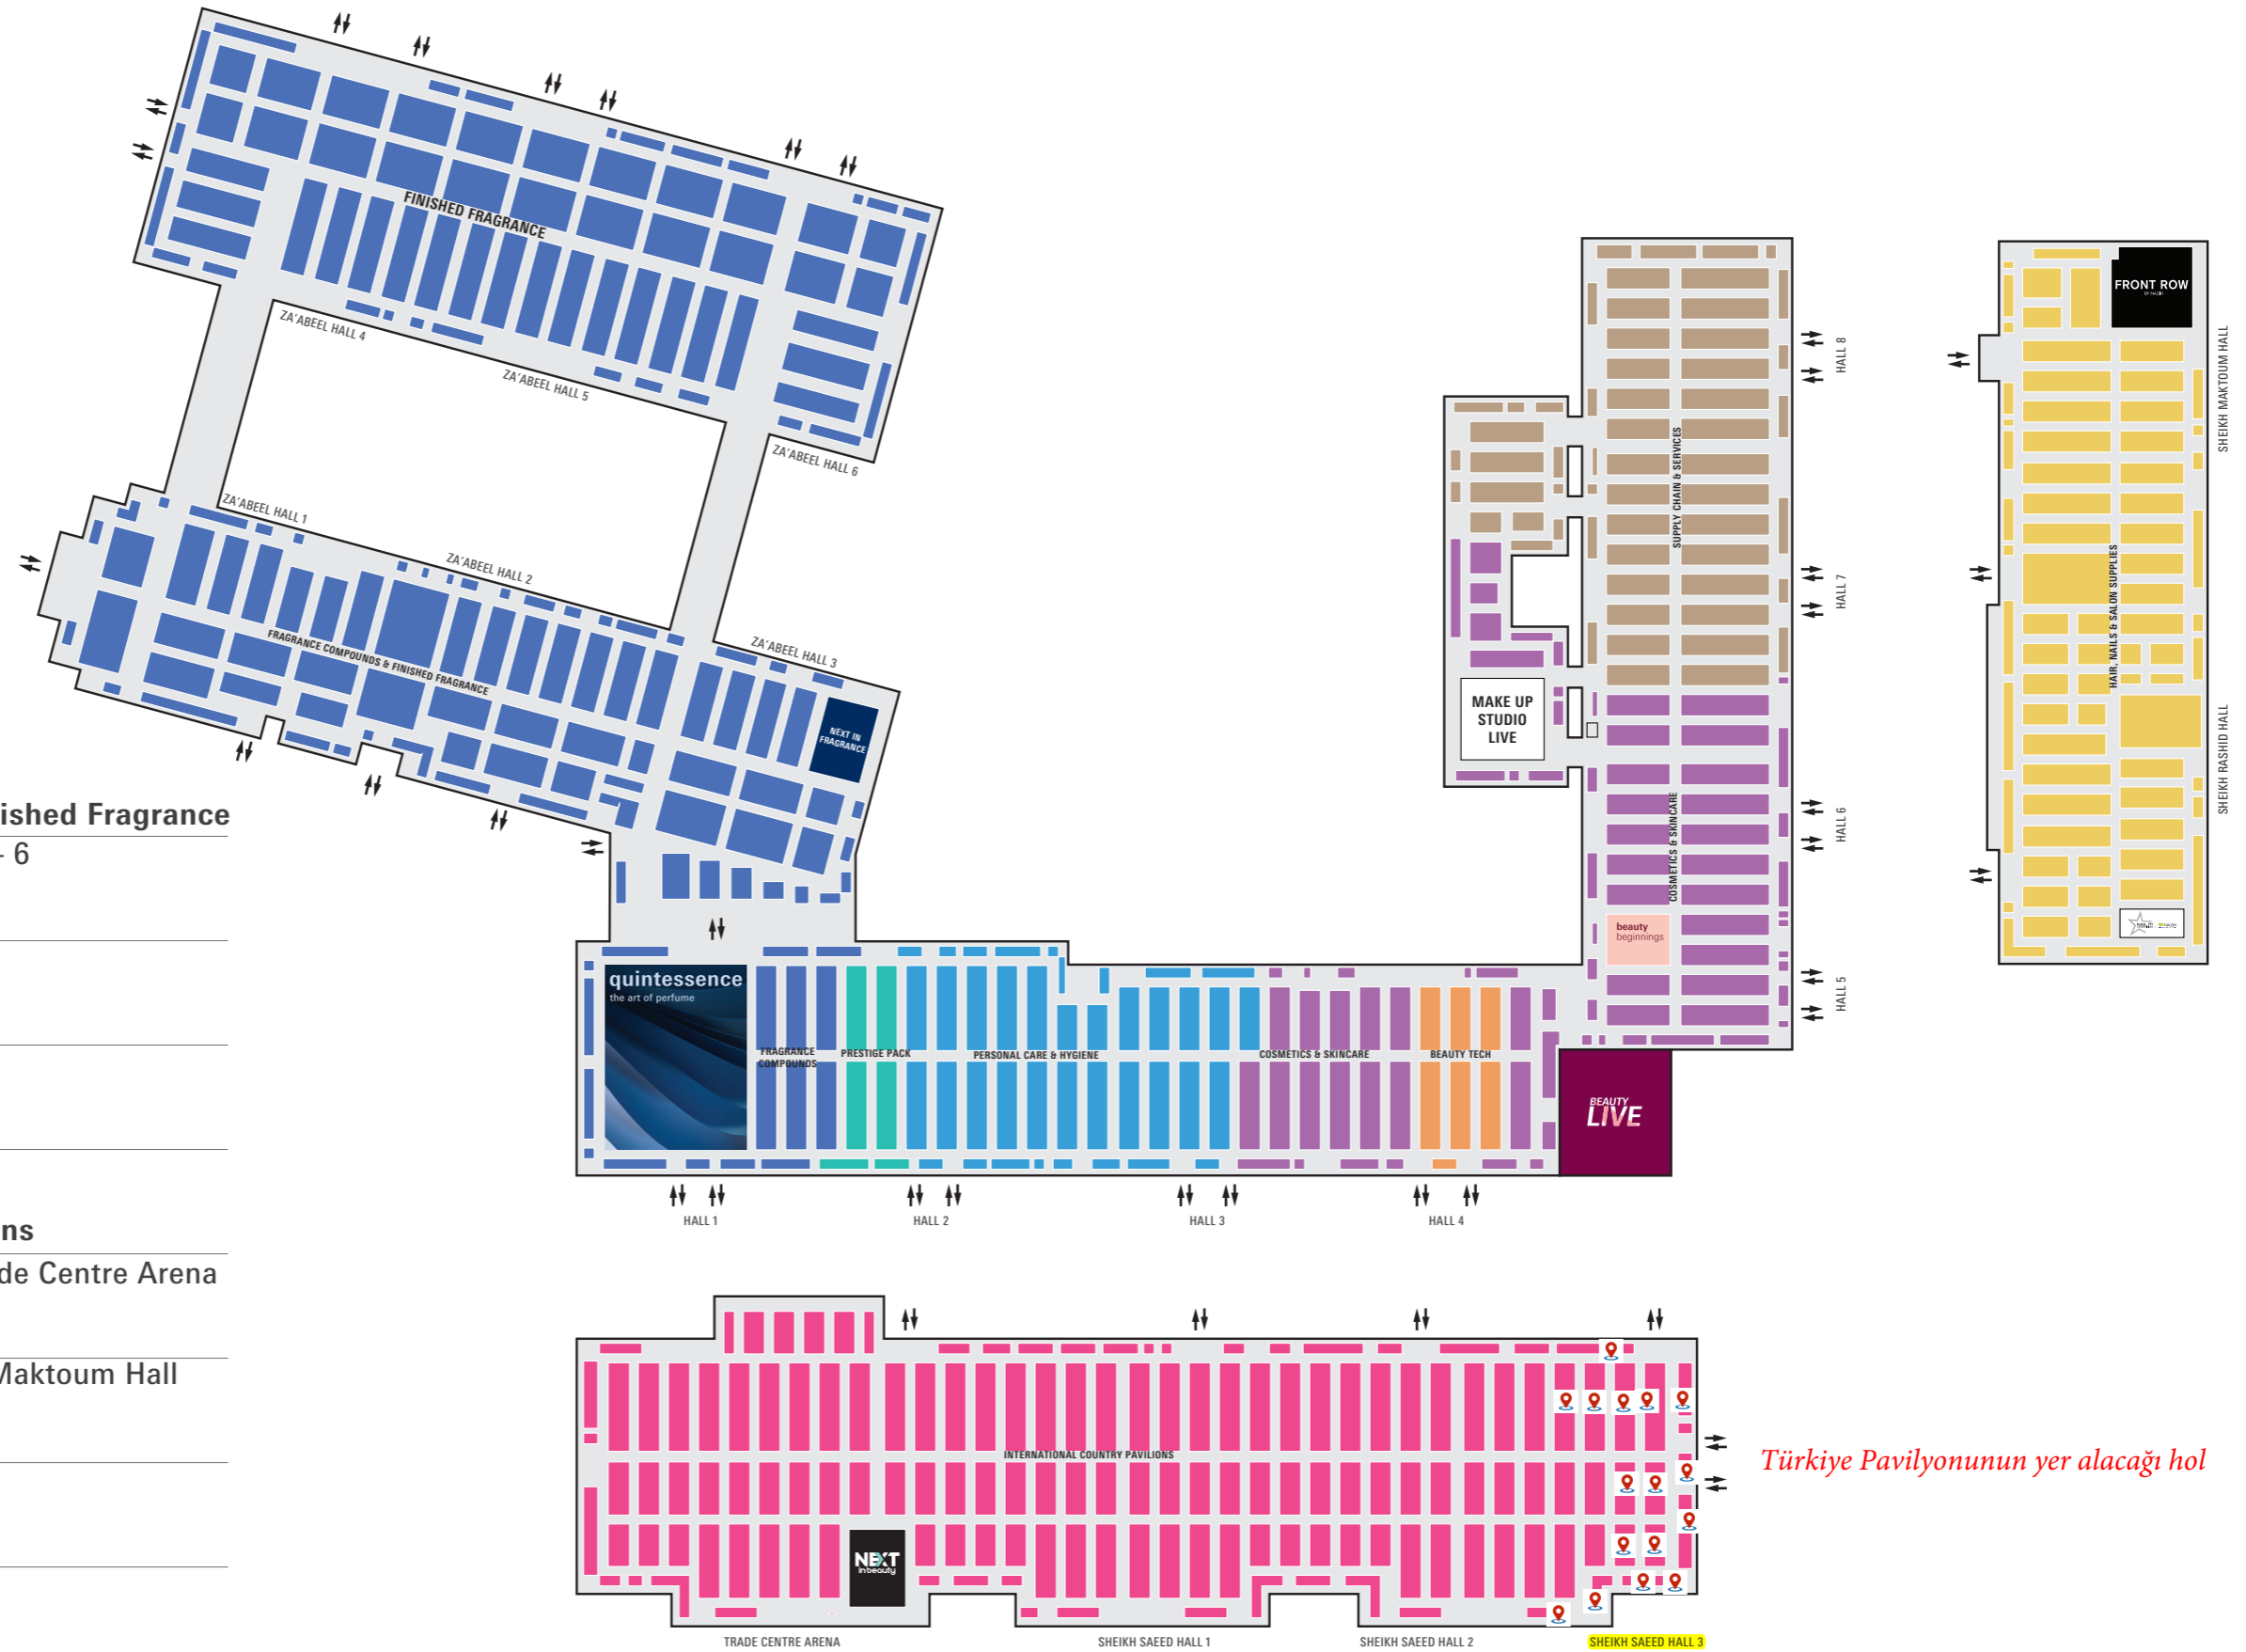 FINISHED FRAGRANCE
ZA'ABEEL HALL 4
ZA'ABEEL HALL 5
ZA'ABEEL HALL 6
ZA'ABEEL HALL 1
ZA'ABEEL HALL 2
ZA'ABEEL HALL 3
FRAGRANCE COMPOUNDS & FINISHED FRAGRANCE
NEXT IN
FRAGRANCE
FRONT ROW
SHEIKH MAKTOUM HALL
HAIR, NAILS & SALON SUPPLIES
SHEIKH RASHID HALL
HALL 8
SUPPLY CHAIN & SERVICES
HALL 7
MAKE UP
STUDIO
LIVE
COSMETICS & SKINCARE
HALL 6
beauty
beginnings
HALL 5
ished Fragrance
- 6
ns
de Centre Arena
Maktoum Hall
quintessence
the art of perfume
FRAGRANCE
COMPOUNDS
PRESTIGE PACK
PERSONAL CARE & HYGIENE
COSMETICS & SKINCARE
BEAUTY TECH
BEAUTY
LIVE
HALL 1
HALL 2
HALL 3
HALL 4
INTERNATIONAL COUNTRY PAVILIONS
Türkiye Pavilyonunun yer alacağı hol
NEXT
in beauty
TRADE CENTRE ARENA
SHEIKH SAEED HALL 1
SHEIKH SAEED HALL 2
SHEIKH SAEED HALL 3